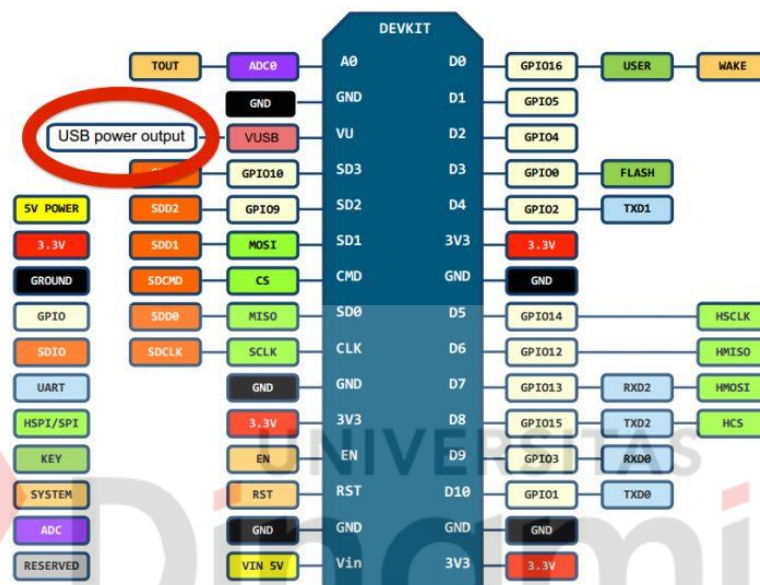 DEVKIT
TOUT ADC0 A0 D0 GPIO16 USER WAKE
GND GND D1 GPIO5
USB power output VUSB VU D2 GPIO4
GPIO10 SD3 D3 GPIO0 FLASH
5V POWER SDD2 GPIO9 SD2 D4 GPIO2 TXD1
3.3V SDD1 MOSI SD1 3V3 3.3V
GROUND SDCMD CS CMD GND GND
GPIO SDD0 MISO SD0 D5 GPIO14 HSCLK
SDIO SDCLK SCLK CLK D6 GPIO12 HMISO
UART GND GND D7 GPIO13 RXD2 HMOSI
HSPI/SPI 3.3V 3V3 D8 GPIO15 TXD2 HCS
KEY EN EN D9 GPIO3 RXD0
UNIVERSITAS
SYSTEM RST RST D10 GPIO1 TXD0
ADC GND GND GND GND
RESERVED VIN 5V Vin 3V3 3.3V
Dinami